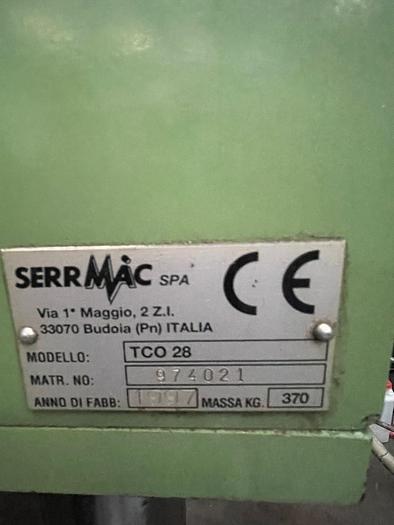 SERRMÀC SPA CE
Via 1° Maggio, 2 Z.I.
33070 Budoia (Pn) ITALIA
MODELLO: TCO 28
MATR. NO: 974021
ANNO DI FABB: 1997 MASSA KG. 370